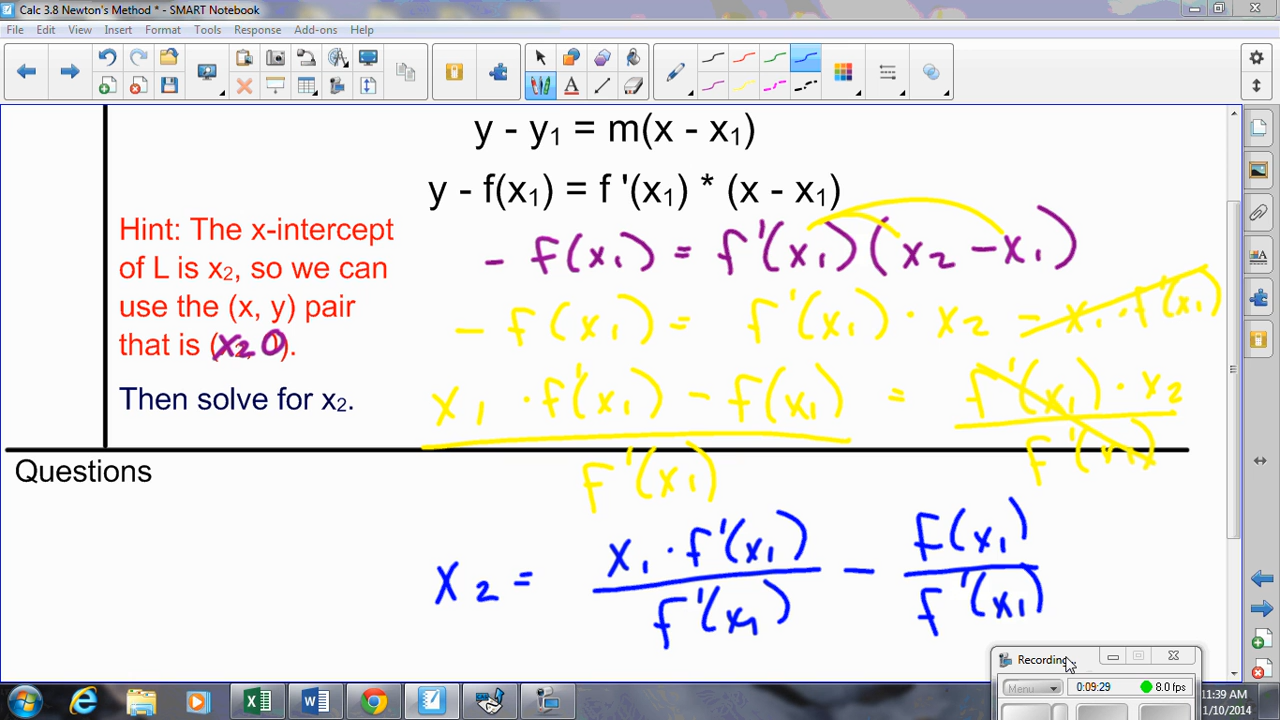 Calc 3.8 Newton's Method * - SMART Notebook
File Edit View Insert Format Tools Response Add-ons Help
y - y₁ = m(x - x₁)
y - f(x₁) = f '(x₁) * (x - x₁)
- f(x₁) = f'(x₁)(x₂ - x₁)
- f(x₁) = f'(x₁) · x₂ - x₁ · f'(x₁)
x₁ · f'(x₁) - f(x₁) = f'(x₁) · x₂
f'(x₁) f'(x₁)
Hint: The x-intercept
of L is x₂, so we can
use the (x, y) pair
that is (x₂ 0).
Then solve for x₂.
Questions
x₂ = x₁ · f'(x₁) / f'(x₁) - f(x₁) / f'(x₁)
Recording...
Menu 0:09:29 8.0 fps
11:39 AM
1/10/2014